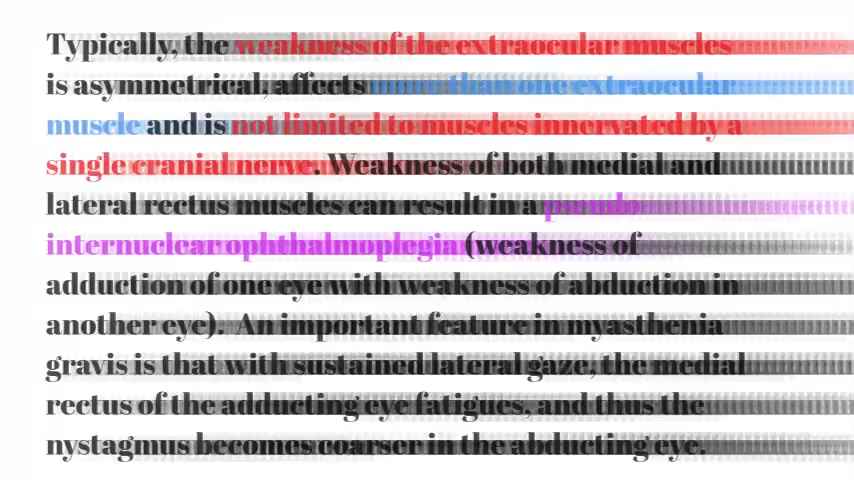 Typically, the weakness of the extraocular muscles
is asymmetrical, affects more than one extraocular
muscle and is not limited to muscles innervated by a
single cranial nerve. Weakness of both medial and
lateral rectus muscles can result in a pseudo
internuclear ophthalmoplegia (weakness of
adduction of one eye with weakness of abduction in
another eye). An important feature in myasthenia
gravis is that with sustained lateral gaze, the medial
rectus of the adducting eye fatigues, and thus the
nystagmus becomes coarser in the abducting eye.